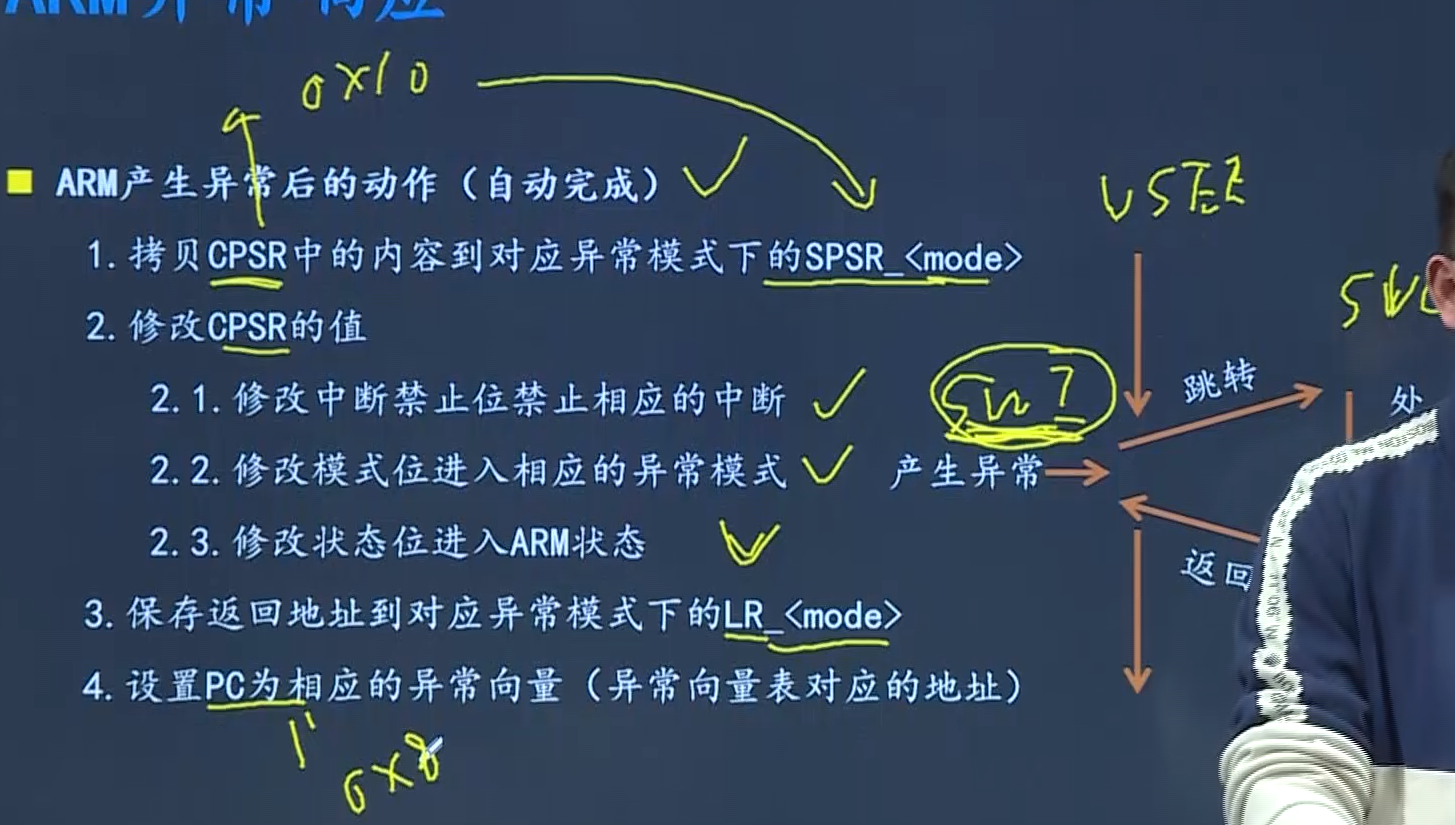 ARM异常响应
0X10
ARM产生异常后的动作（自动完成）
USER
1.拷贝CPSR中的内容到对应异常模式下的SPSR_<mode>
2.修改CPSR的值
2.1.修改中断禁止位禁止相应的中断
SWI
跳转
处
2.2.修改模式位进入相应的异常模式
产生异常
2.3.修改状态位进入ARM状态
返回
3.保存返回地址到对应异常模式下的LR_<mode>
4.设置PC为相应的异常向量（异常向量表对应的地址）
0X8